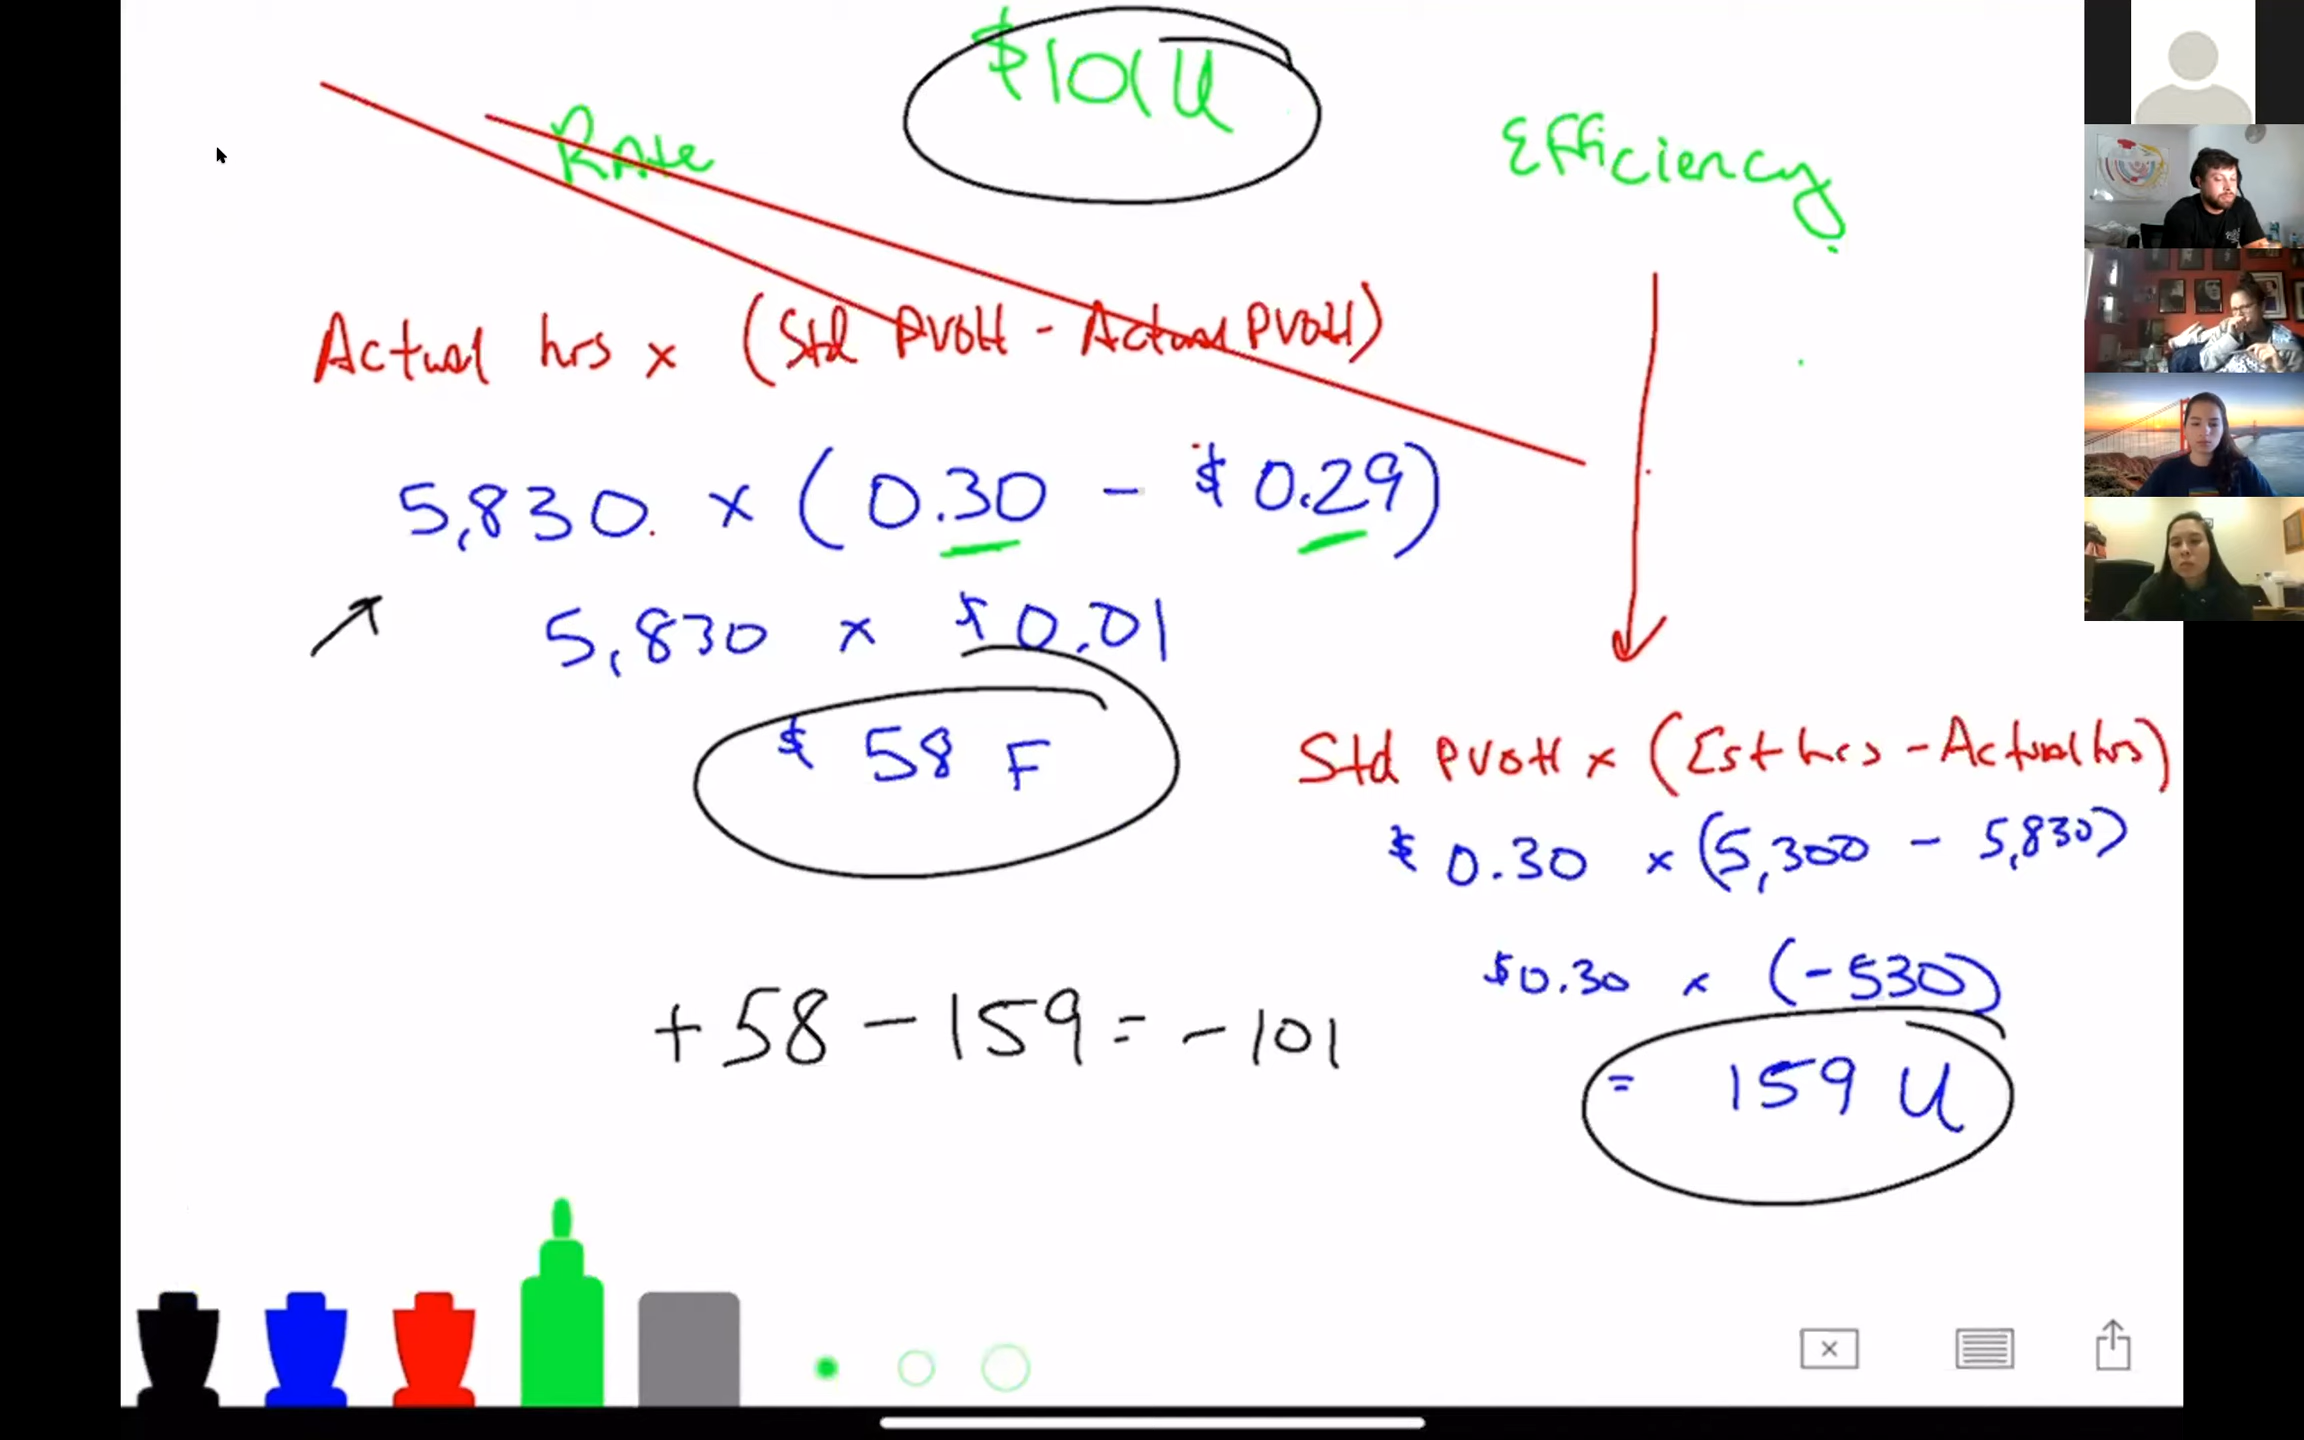 $101 U
Rate
Efficiency
Actual hrs x (Std PVOH - Actual PVOH)
5,830 x (0.30 - $0.29)
5,830 x $0.01
$ 58 F
Std PVOH x (Est hrs - Actual hrs)
$ 0.30 x (5,300 - 5,830)
$0.30 x (-530)
= 159 U
+58 - 159 = -101